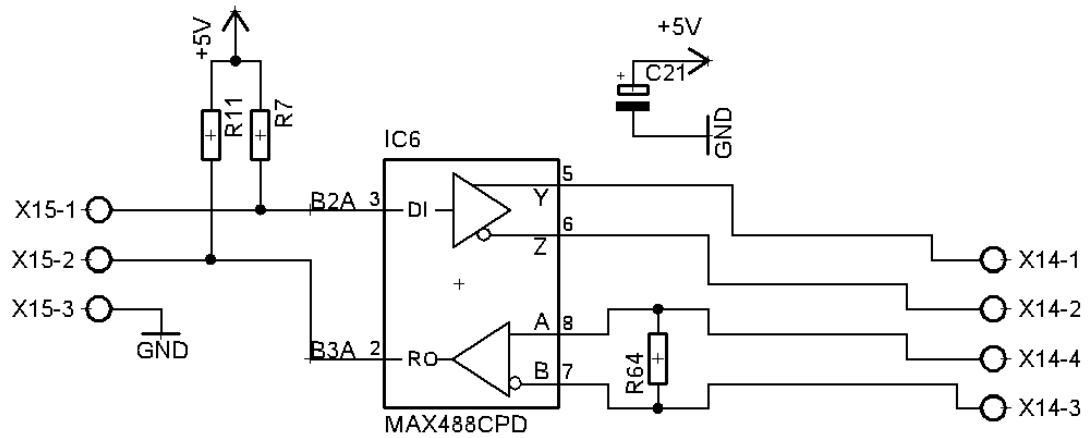 +5V
+5V
R11
R7
+
C21
GND
IC6
X15-1
B2A
3
DI
Y
5
Z
6
X15-2
X14-1
X15-3
X14-2
GND
B3A
2
RO
A
8
B
7
R64
X14-4
X14-3
MAX488CPD